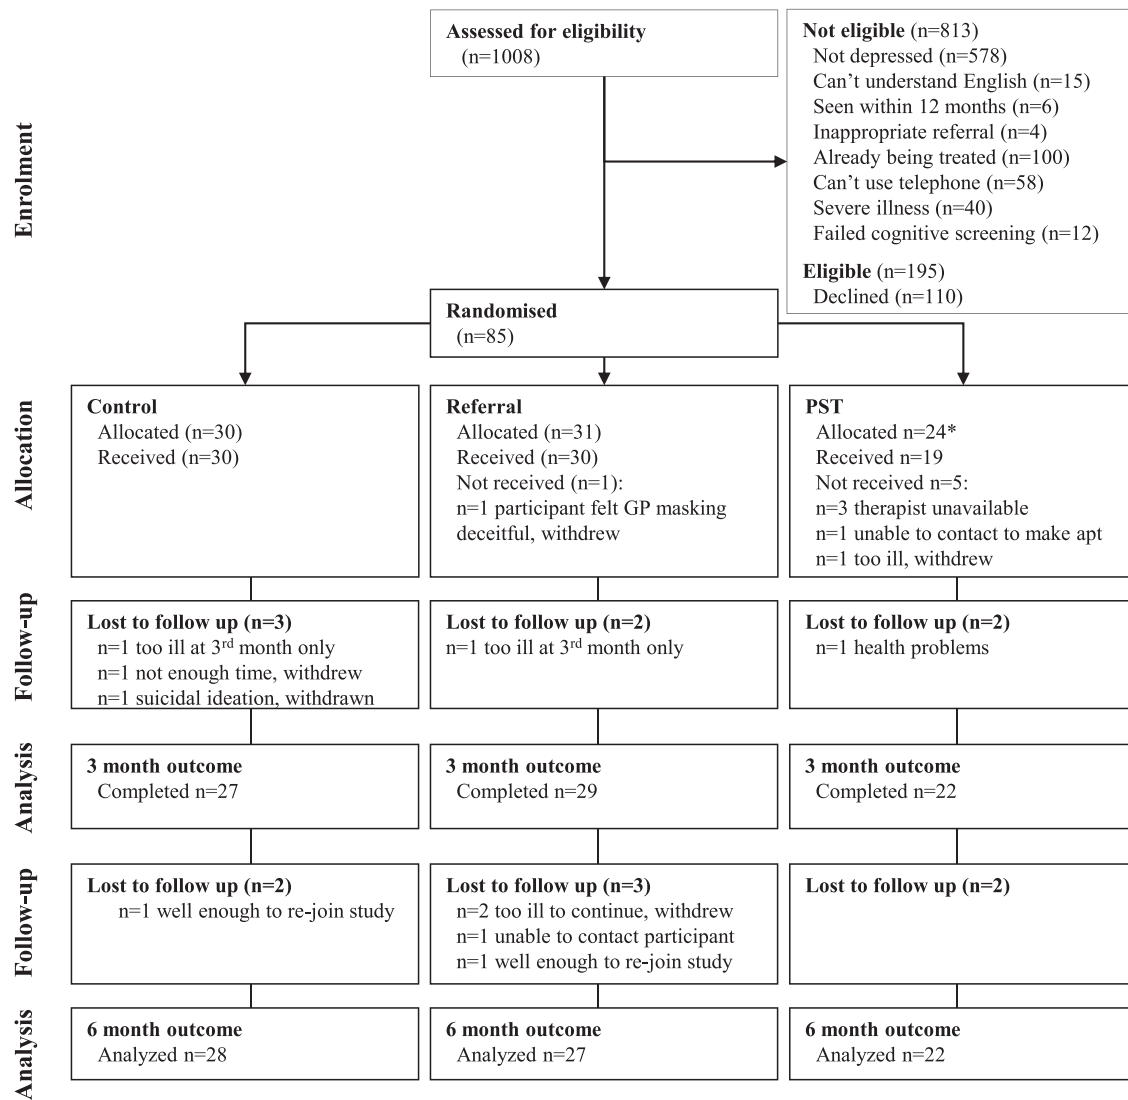 Enrolment
Assessed for eligibility
(n=1008)
Not eligible (n=813)
Not depressed (n=578)
Can't understand English (n=15)
Seen within 12 months (n=6)
Inappropriate referral (n=4)
Already being treated (n=100)
Can't use telephone (n=58)
Severe illness (n=40)
Failed cognitive screening (n=12)
Eligible (n=195)
Declined (n=110)
Randomised
(n=85)
Allocation
Control
Allocated (n=30)
Received (n=30)
Referral
Allocated (n=31)
Received (n=30)
Not received (n=1):
n=1 participant felt GP masking
deceitful, withdrew
PST
Allocated n=24*
Received n=19
Not received n=5:
n=3 therapist unavailable
n=1 unable to contact to make apt
n=1 too ill, withdrew
Follow-up
Lost to follow up (n=3)
n=1 too ill at 3rd month only
n=1 not enough time, withdrew
n=1 suicidal ideation, withdrawn
Lost to follow up (n=2)
n=1 too ill at 3rd month only
Lost to follow up (n=2)
n=1 health problems
Analysis
3 month outcome
Completed n=27
3 month outcome
Completed n=29
3 month outcome
Completed n=22
Follow-up
Lost to follow up (n=2)
n=1 well enough to re-join study
Lost to follow up (n=3)
n=2 too ill to continue, withdrew
n=1 unable to contact participant
n=1 well enough to re-join study
Lost to follow up (n=2)
Analysis
6 month outcome
Analyzed n=28
6 month outcome
Analyzed n=27
6 month outcome
Analyzed n=22